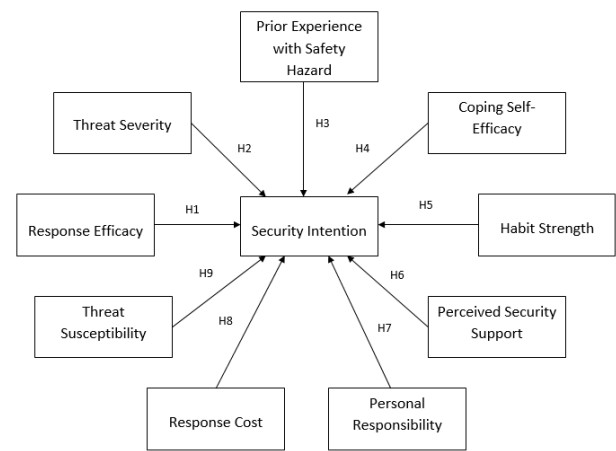 Prior Experience
with Safety
Hazard
Threat Severity
Coping Self-
Efficacy
H2
H3
H4
Response Efficacy
H1
Security Intention
H5
Habit Strength
Threat
Susceptibility
H9
H8
H7
H6
Perceived Security
Support
Response Cost
Personal
Responsibility